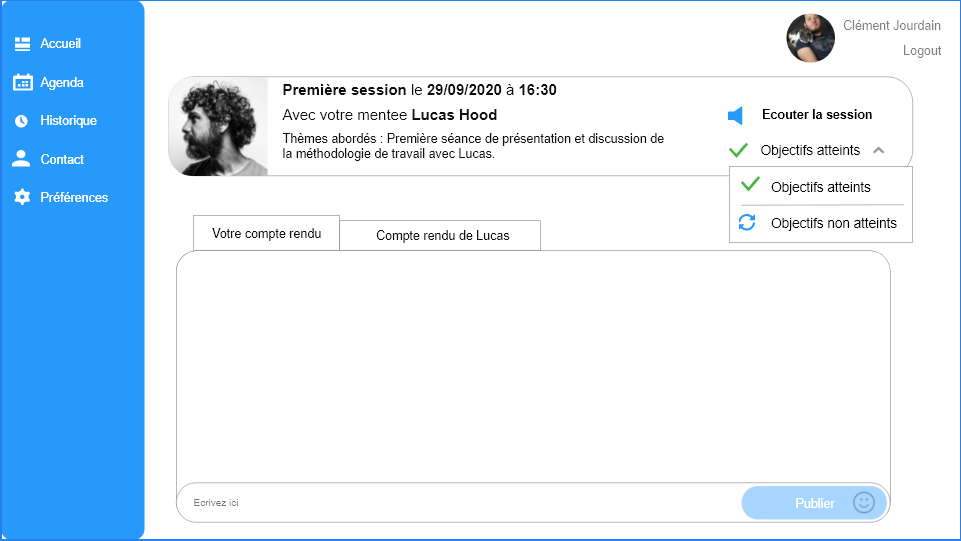 Accueil
Agenda
Historique
Contact
Préférences
Clément Jourdain
Logout
Première session le 29/09/2020 à 16:30
Avec votre mentee Lucas Hood
Thèmes abordés : Première séance de présentation et discussion de
la méthodologie de travail avec Lucas.
Ecouter la session
Objectifs atteints
Objectifs atteints
Objectifs non atteints
Votre compte rendu
Compte rendu de Lucas
Ecrivez ici
Publier